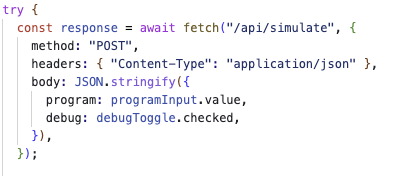 try {
  const response = await fetch("/api/simulate", {
    method: "POST",
    headers: { "Content-Type": "application/json" },
    body: JSON.stringify({
      program: programInput.value,
      debug: debugToggle.checked,
    }),
  });